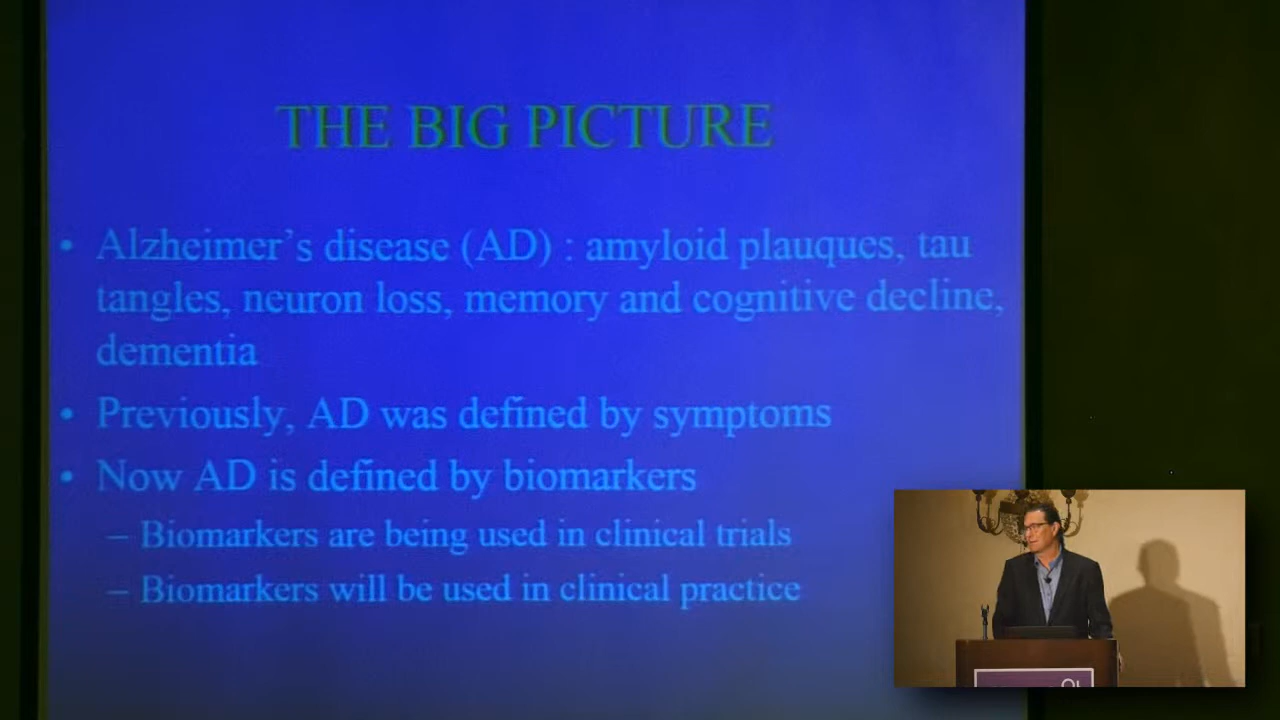 THE BIG PICTURE
• Alzheimer's disease (AD) : amyloid plauques, tau
tangles, neuron loss, memory and cognitive decline,
dementia
• Previously, AD was defined by symptoms
• Now AD is defined by biomarkers
– Biomarkers are being used in clinical trials
– Biomarkers will be used in clinical practice